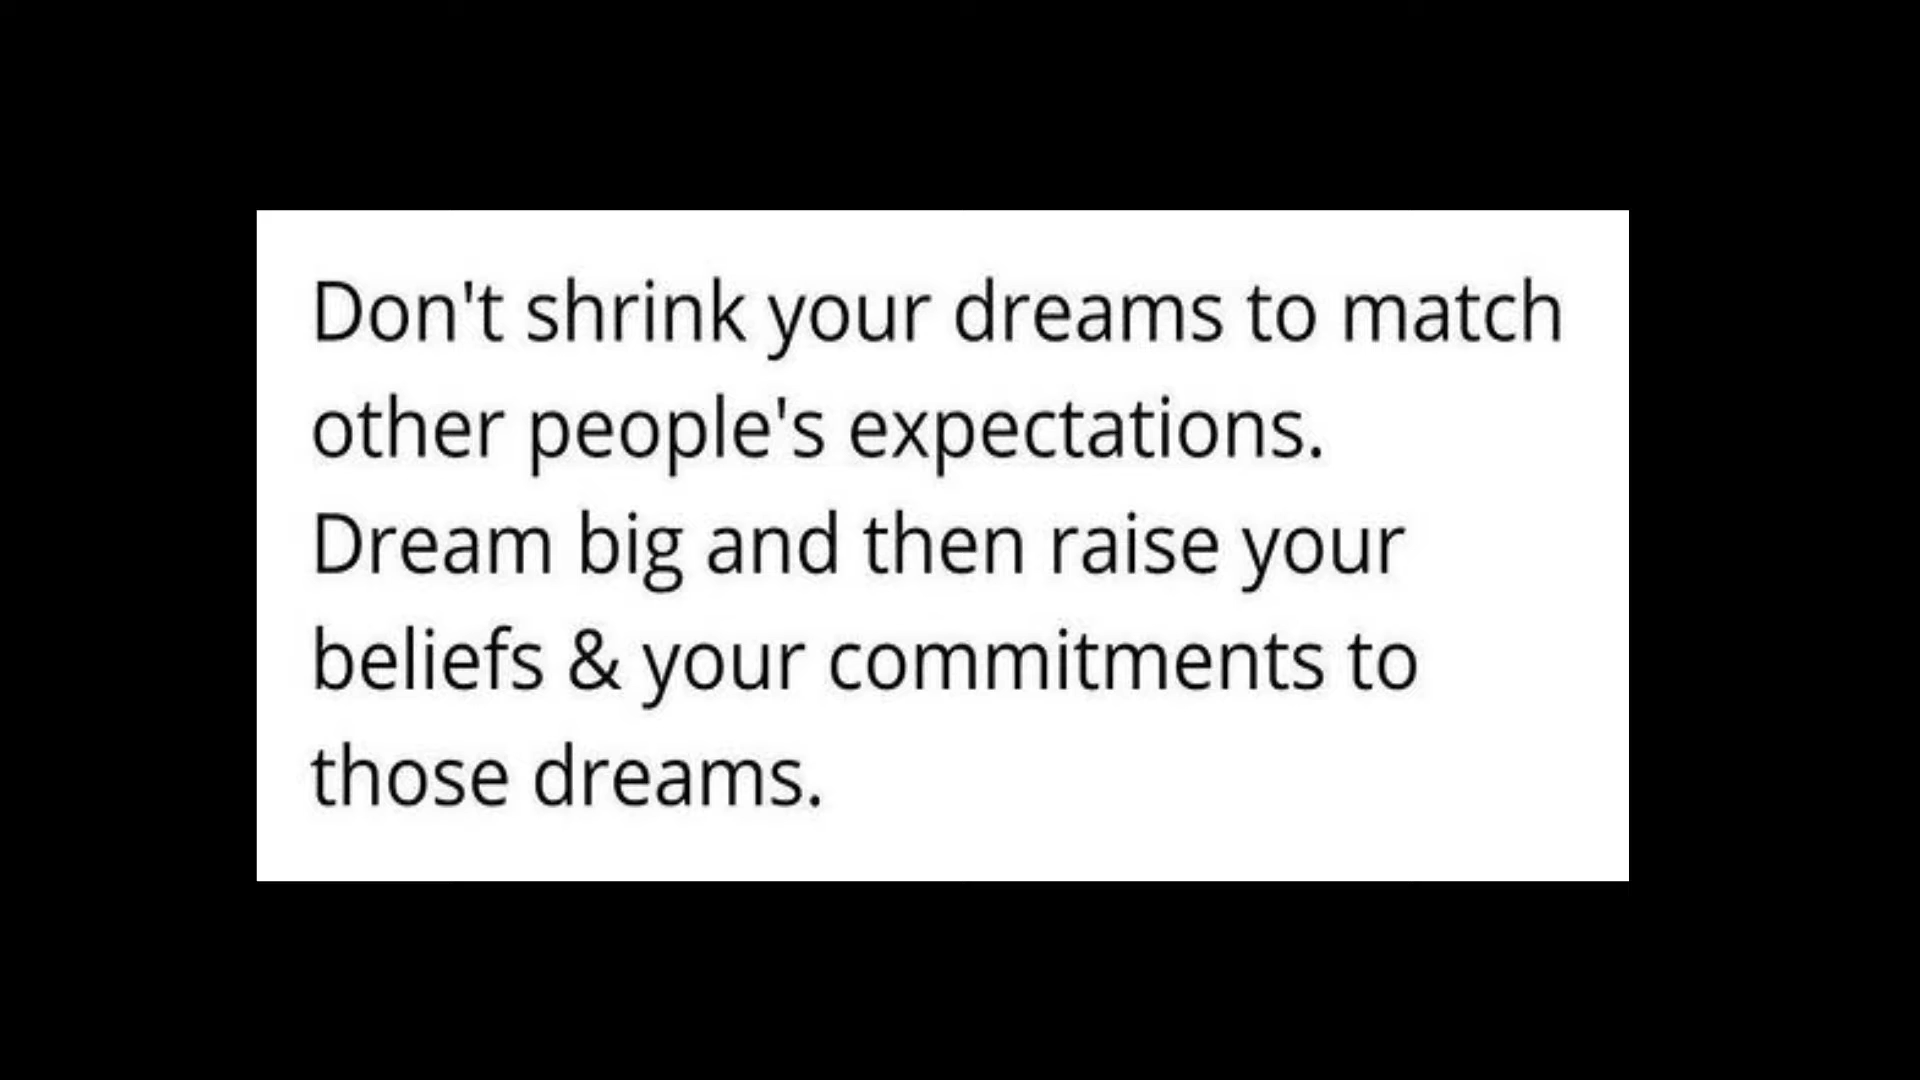 Don't shrink your dreams to match
other people's expectations.
Dream big and then raise your
beliefs & your commitments to
those dreams.